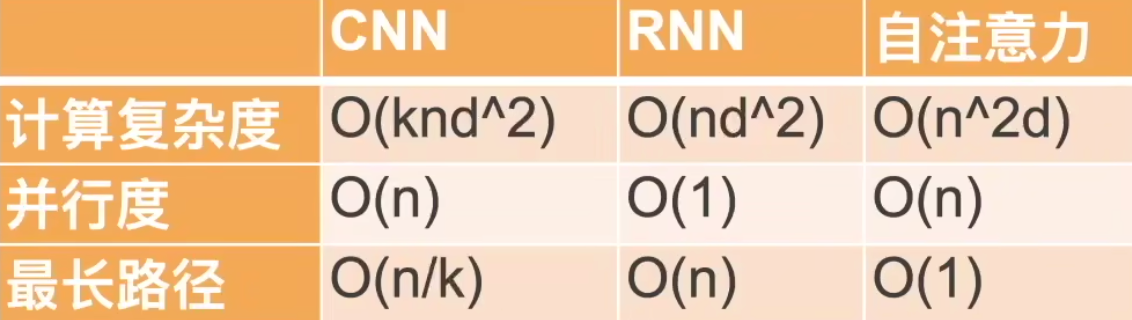 CNN RNN 自注意力
计算复杂度 O(knd^2) O(nd^2) O(n^2d)
并行度 O(n) O(1) O(n)
最长路径 O(n/k) O(n) O(1)